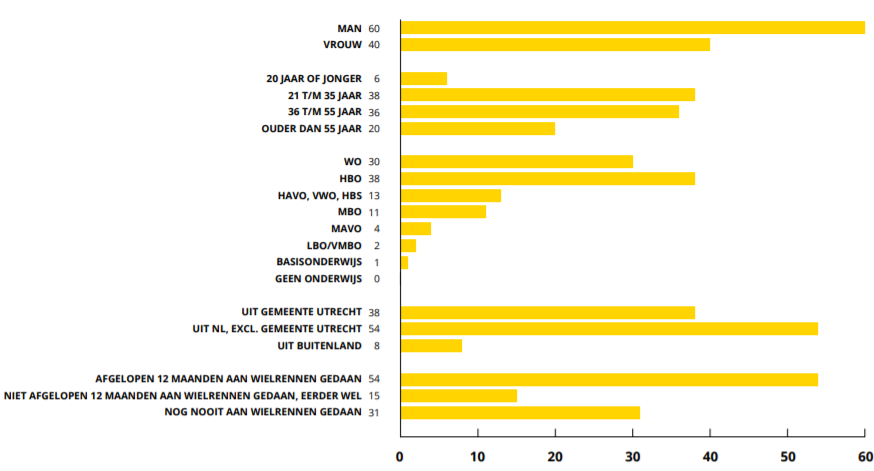 MAN 60
VROUW 40
20 JAAR OF JONGER 6
21 T/M 35 JAAR 38
36 T/M 55 JAAR 36
OUDER DAN 55 JAAR 20
WO 30
HBO 38
HAVO, VWO, HBS 13
MBO 11
MAVO 4
LBO/VMBO 2
BASISONDERWIJS 1
GEEN ONDERWIJS 0
UIT GEMEENTE UTRECHT 38
UIT NL, EXCL. GEMEENTE UTRECHT 54
UIT BUITENLAND 8
AFGELOPEN 12 MAANDEN AAN WIELRENNEN GEDAAN 54
NIET AFGELOPEN 12 MAANDEN AAN WIELRENNEN GEDAAN, EERDER WEL 15
NOG NOOIT AAN WIELRENNEN GEDAAN 31
0 10 20 30 40 50 60